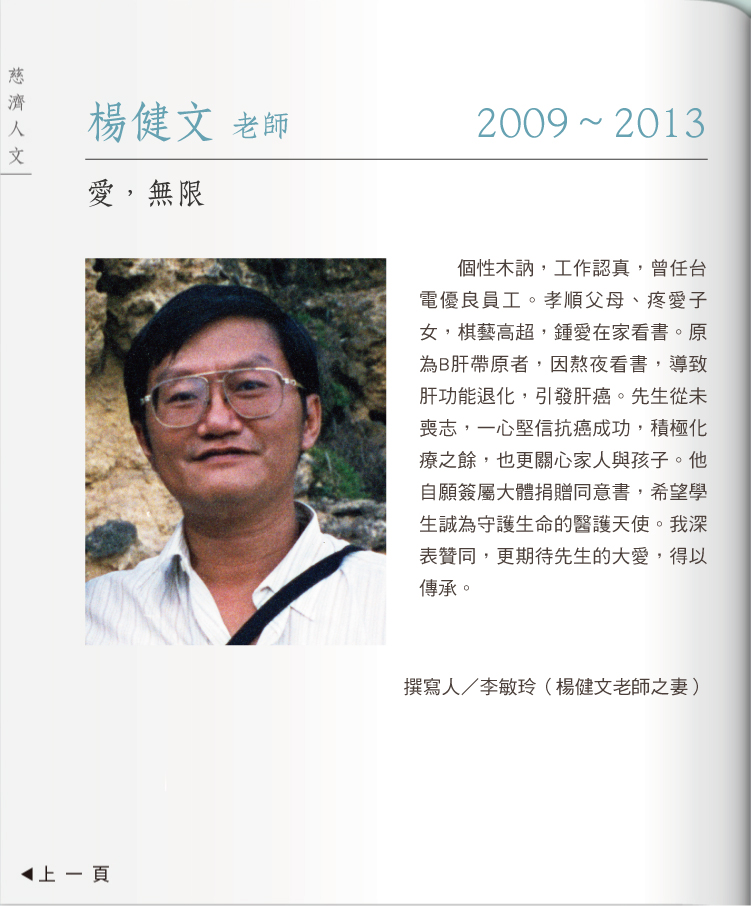 慈濟人文
楊健文 老師
2009～2013
愛，無限
個性木訥，工作認真，曾任台
電優良員工。孝順父母、疼愛子
女，棋藝高超，鍾愛在家看書。原
為B肝帶原者，因熬夜看書，導致
肝功能退化，引發肝癌。先生從未
喪志，一心堅信抗癌成功，積極化
療之餘，也更關心家人與孩子。他
自願簽屬大體捐贈同意書，希望學
生誠為守護生命的醫護天使。我深
表贊同，更期待先生的大愛，得以
傳承。
撰寫人／李敏玲（楊健文老師之妻）
◀上一頁